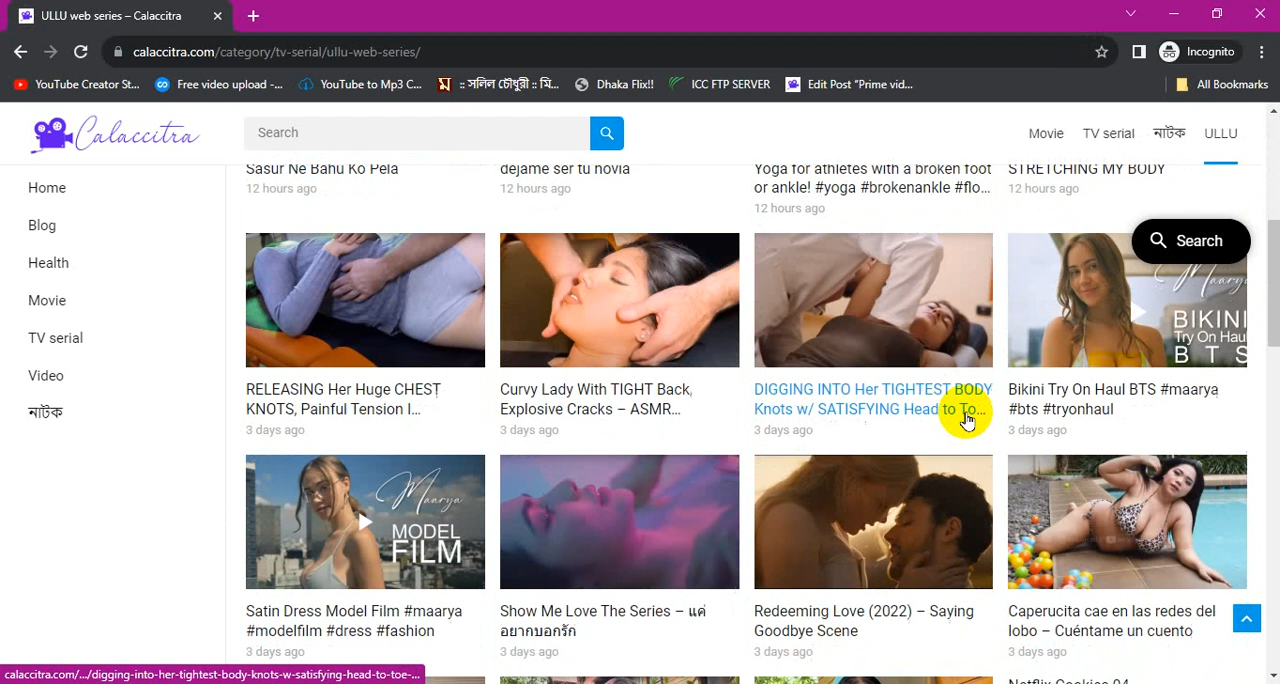 ULLU web series – Calaccitra
calaccitra.com/category/tv-serial/ullu-web-series/
Incognito
YouTube Creator St...
Free video upload -...
YouTube to Mp3 C...
:: সলিল চৌধুরী :: মি...
Dhaka Flix!!
ICC FTP SERVER
Edit Post "Prime vid...
All Bookmarks
Calaccitra
Search
Movie
TV serial
নাটক
ULLU
Home
Blog
Health
Movie
TV serial
Video
নাটক
Sasur Ne Bahu Ko Pela
12 hours ago
dejame ser tu novia
12 hours ago
Yoga for athletes with a broken foot
or ankle! #yoga #brokenankle #flo...
12 hours ago
STRETCHING MY BODY
12 hours ago
Search
Maarya
BIKINI
Try On Haul
BTS
RELEASING Her Huge CHEST
KNOTS, Painful Tension I...
3 days ago
Curvy Lady With TIGHT Back,
Explosive Cracks – ASMR...
3 days ago
DIGGING INTO Her TIGHTEST BODY
Knots w/ SATISFYING Head to To...
3 days ago
Bikini Try On Haul BTS #maarya
#bts #tryonhaul
3 days ago
Maarya
MODEL
FILM
Satin Dress Model Film #maarya
#modelfilm #dress #fashion
3 days ago
Show Me Love The Series – แค่
อยากบอกรัก
3 days ago
Redeeming Love (2022) – Saying
Goodbye Scene
3 days ago
Caperucita cae en las redes del
lobo – Cuéntame un cuento
3 days ago
Netflix Cookies 04
calaccitra.com/.../digging-into-her-tightest-body-knots-w-satisfying-head-to-toe-...